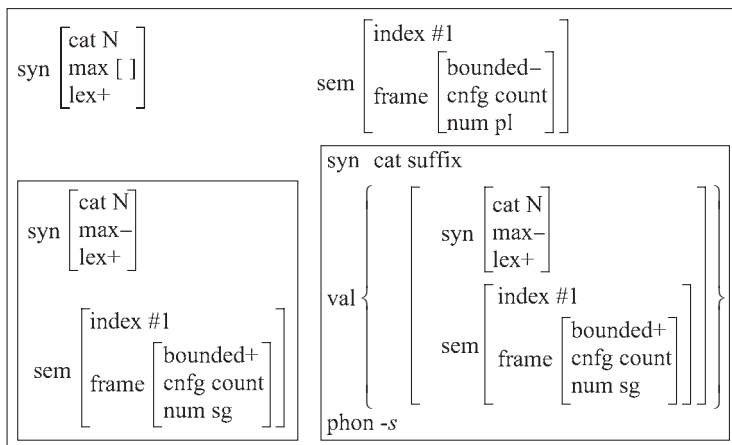 syn [cat N
max [ ]
lex+]
sem [index #1
frame [bounded–
cnfg count
num pl]]
syn [cat N
max–
lex+]
sem [index #1
frame [bounded+
cnfg count
num sg]]
syn cat suffix
val { [syn [cat N
max–
lex+]
sem [index #1
frame [bounded+
cnfg count
num sg]]] }
phon -s